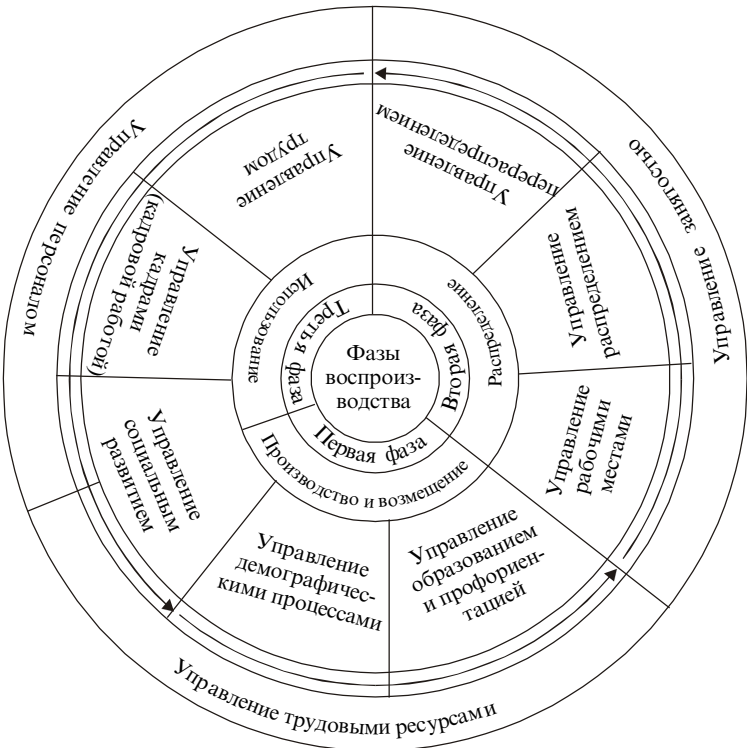 Фазы
воспроиз-
водства
Первая фаза
Вторая фаза
Третья фаза
Производство и возмещение
Распределение
Использование
Управление
демографичес-
кими процессами
Управление
образованием
и профориен-
тацией
Управление
рабочими
местами
Управление
распределением
Управление
перераспределением
Управление
трудом
Управление
кадрами
(кадровой работой)
Управление
социальным
развитием
Управление трудовыми ресурсами
Управление занятостью
Управление персоналом